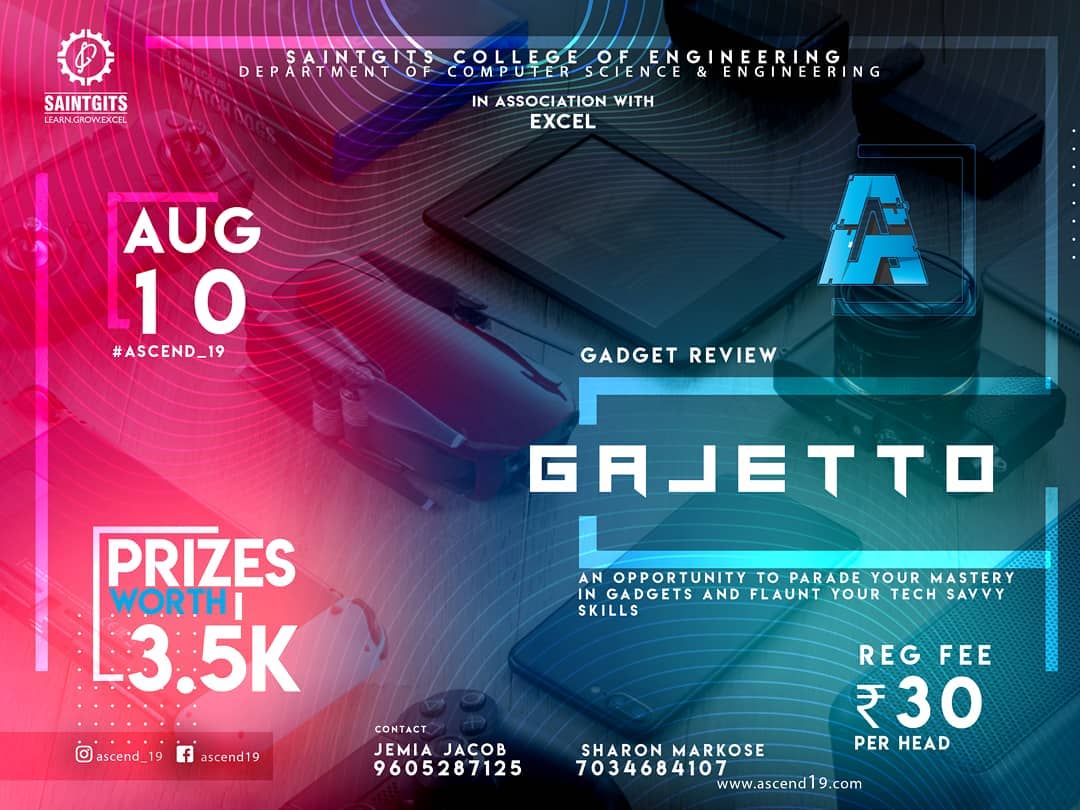 SAINTGITS
LEARN.GROW.EXCEL
SAINTGITS COLLEGE OF ENGINEERING
DEPARTMENT OF COMPUTER SCIENCE & ENGINEERING
IN ASSOCIATION WITH
EXCEL
WATCH DOGS
AUG
10
#ASCEND_19
GADGET REVIEW
GAJETTO
AN OPPORTUNITY TO PARADE YOUR MASTERY
IN GADGETS AND FLAUNT YOUR TECH SAVVY
SKILLS
PRIZES
WORTH
3.5K
REG FEE
₹30
PER HEAD
CONTACT
JEMIA JACOB
9605287125
SHARON MARKOSE
7034684107
ascend_19
ascend19
www.ascend19.com